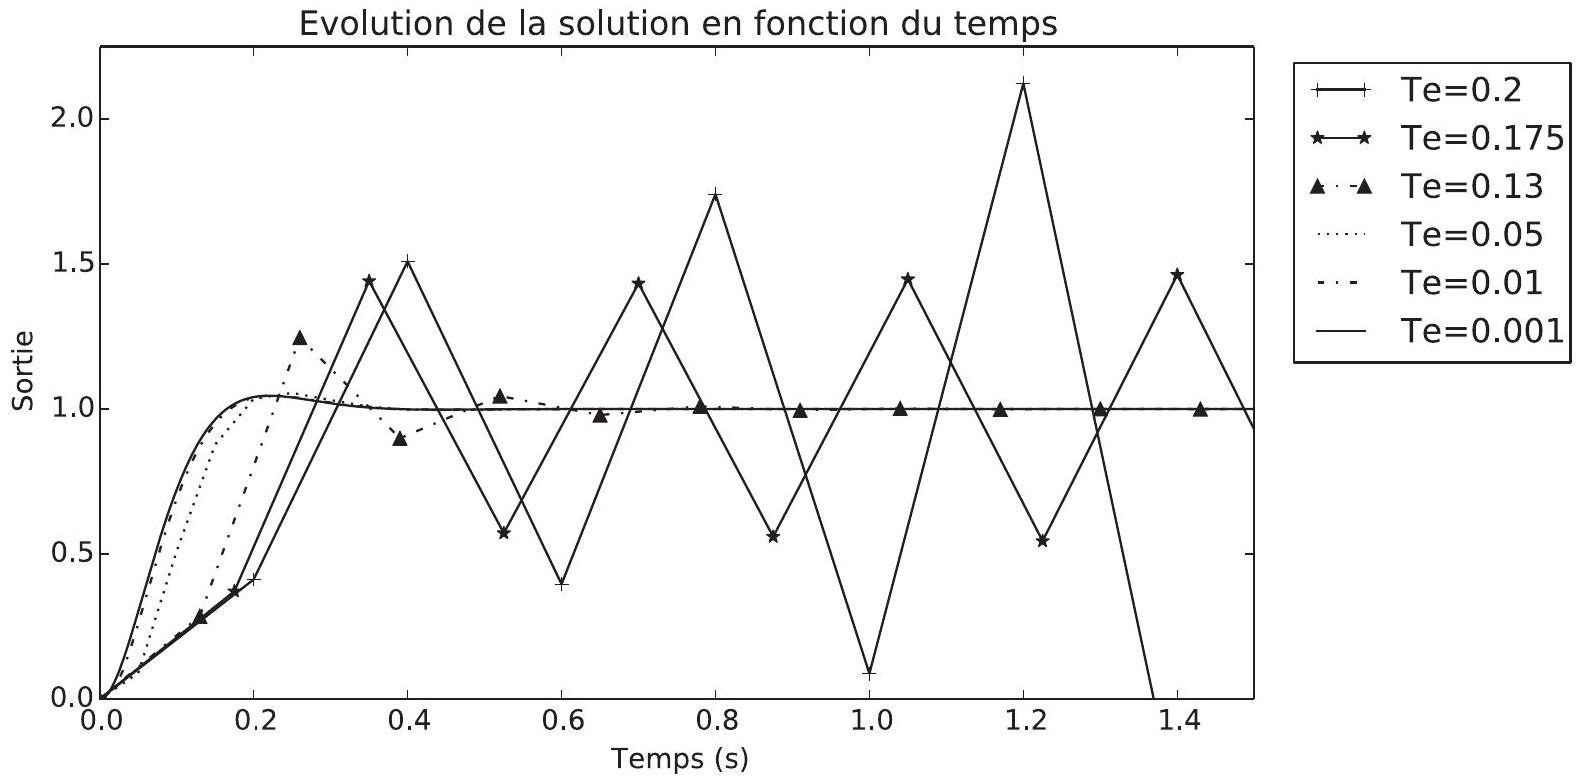 Evolution de la solution en fonction du temps
Te=0.2
Te=0.175
Te=0.13
Te=0.05
Te=0.01
Te=0.001
2.0
1.5
1.0
0.5
0.0
Sortie
0.0 0.2 0.4 0.6 0.8 1.0 1.2 1.4
Temps (s)